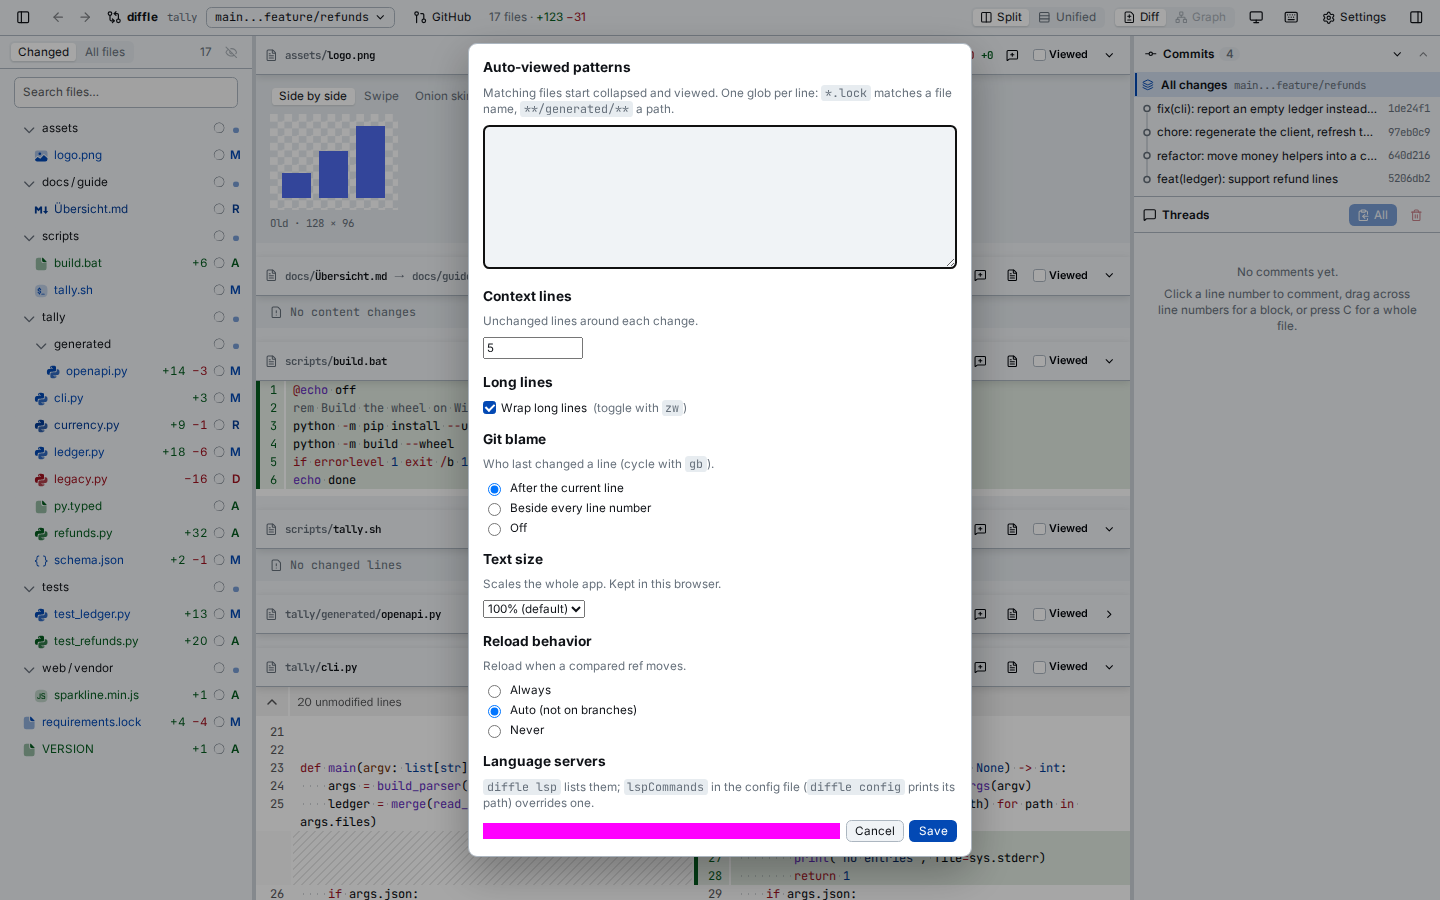 diffle tally main...feature/refunds GitHub 17 files · +123 −31 Split Unified Diff Graph Settings
Changed All files 17
Search files...
assets
logo.png M
docs/guide
Übersicht.md R
scripts
build.bat +6 A
tally.sh M
tally
generated
openapi.py +14 −3 M
cli.py +3 M
currency.py +9 −1 R
ledger.py +18 −6 M
legacy.py −16 D
py.typed A
refunds.py +32 A
schema.json +2 −1 M
tests
test_ledger.py +13 M
test_refunds.py +20 A
web/vendor
sparkline.min.js +1 A
requirements.lock +4 −4 M
VERSION +1 A
assets/logo.png +0 Viewed
Side by side Swipe Onion skin
Old · 128 × 96
docs/Übersicht.md → docs/guide Viewed
No content changes
scripts/build.bat Viewed
1 @echo off
2 rem Build the wheel on Wi
3 python -m pip install --u
4 python -m build --wheel
5 if errorlevel 1 exit /b 1
6 echo done
scripts/tally.sh Viewed
No changed lines
tally/generated/openapi.py Viewed
tally/cli.py Viewed
20 unmodified lines
21
22
23 def main(argv: list[str] None) -> int:
24 args = build_parser( rgs(argv)
25 ledger = merge(read_ th) for path in
args.files)
27 print("no entries", file=sys.stderr)
28 return 1
26 if args.json: 29 if args.json:
Auto-viewed patterns
Matching files start collapsed and viewed. One glob per line: *.lock matches a file
name, **/generated/** a path.
Context lines
Unchanged lines around each change.
5
Long lines
Wrap long lines (toggle with zw)
Git blame
Who last changed a line (cycle with gb).
After the current line
Beside every line number
Off
Text size
Scales the whole app. Kept in this browser.
100% (default)
Reload behavior
Reload when a compared ref moves.
Always
Auto (not on branches)
Never
Language servers
diffle lsp lists them; lspCommands in the config file (diffle config prints its
path) overrides one.
Cancel Save
Commits 4
All changes main...feature/refunds
fix(cli): report an empty ledger instead... 1de24f1
chore: regenerate the client, refresh t... 97eb0c9
refactor: move money helpers into a c... 640d216
feat(ledger): support refund lines 5206db2
Threads All
No comments yet.
Click a line number to comment, drag across
line numbers for a block, or press C for a whole
file.